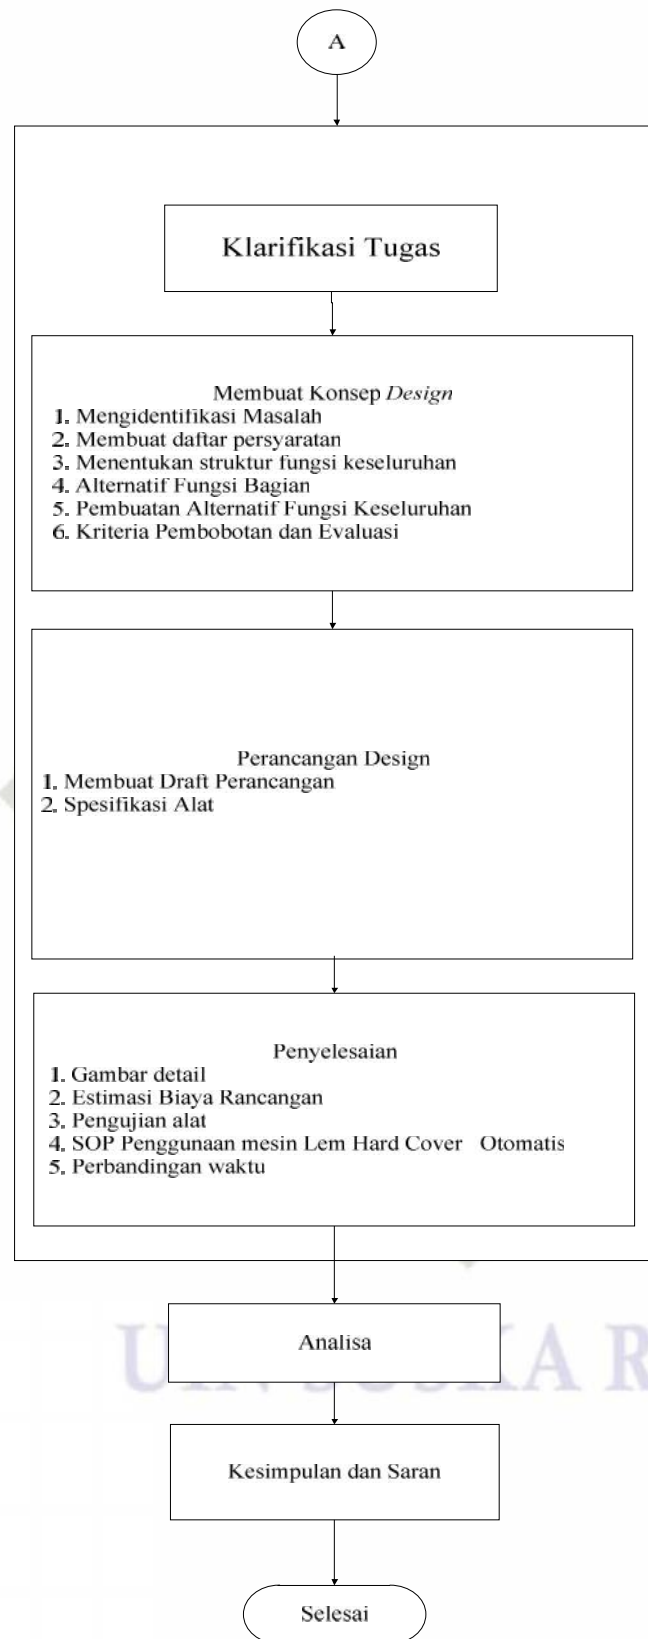 A
Klarifikasi Tugas
Membuat Konsep Design
1. Mengidentifikasi Masalah
2. Membuat daftar persyaratan
3. Menentukan struktur fungsi keseluruhan
4. Alternatif Fungsi Bagian
5. Pembuatan Alternatif Fungsi Keseluruhan
6. Kriteria Pembobotan dan Evaluasi
Perancangan Design
1. Membuat Draft Perancangan
2. Spesifikasi Alat
Penyelesaian
1. Gambar detail
2. Estimasi Biaya Rancangan
3. Pengujian alat
4. SOP Penggunaan mesin Lem Hard Cover Otomatis
5. Perbandingan waktu
Analisa
Kesimpulan dan Saran
Selesai